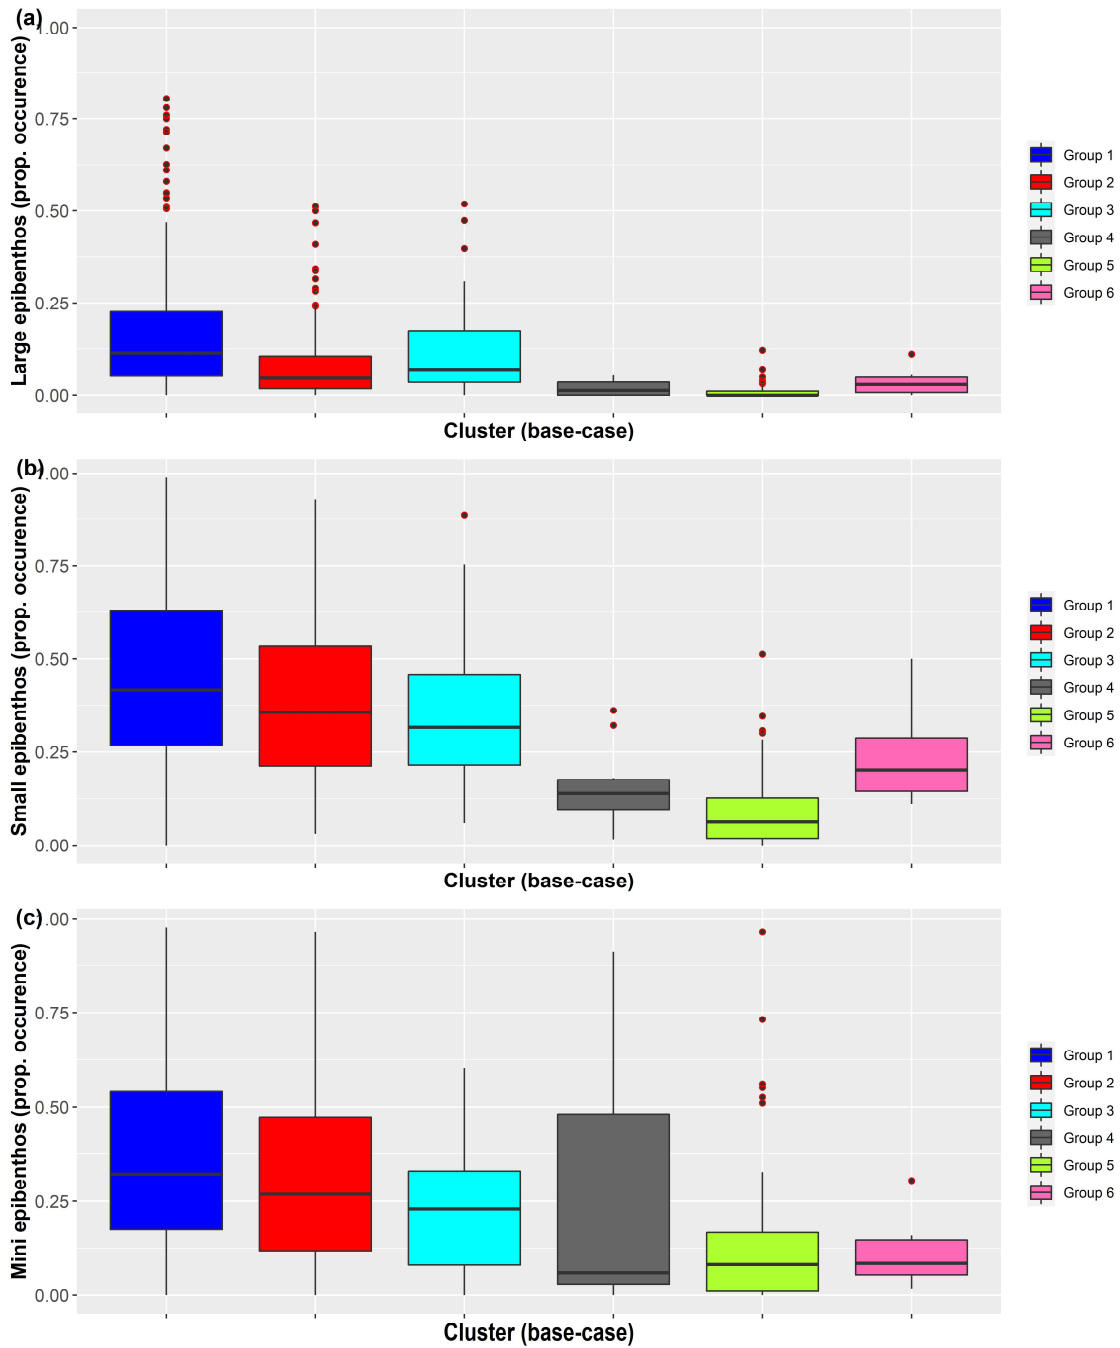 (a)
1.00
0.75
0.50
0.25
0.00
Large epibenthos (prop. occurence)
Cluster (base-case)
Group 1
Group 2
Group 3
Group 4
Group 5
Group 6
(b)
.00
0.75
0.50
0.25
0.00
Small epibenthos (prop. occurence)
Cluster (base-case)
Group 1
Group 2
Group 3
Group 4
Group 5
Group 6
(c)
.00
0.75
0.50
0.25
0.00
Mini epibenthos (prop. occurence)
Cluster (base-case)
Group 1
Group 2
Group 3
Group 4
Group 5
Group 6